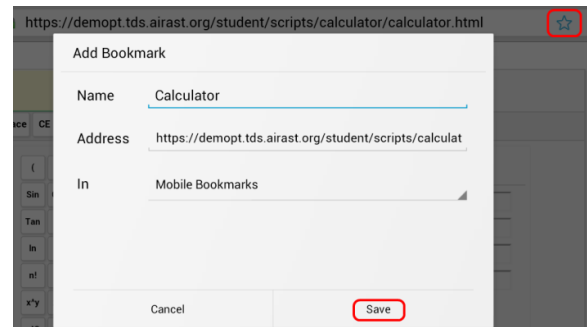 https://demopt.tds.airast.org/student/scripts/calculator/calculator.html
Add Bookmark
Name Calculator
Address https://demopt.tds.airast.org/student/scripts/calculat
In Mobile Bookmarks
CE
(
Sin
Tan
ln
n!
x^y
Cancel Save